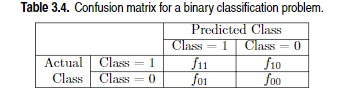 Table 3.4. Confusion matrix for a binary classification problem.
Predicted Class
Class = 1 Class = 0
Actual Class = 1 f11 f10
Class Class = 0 f01 f00